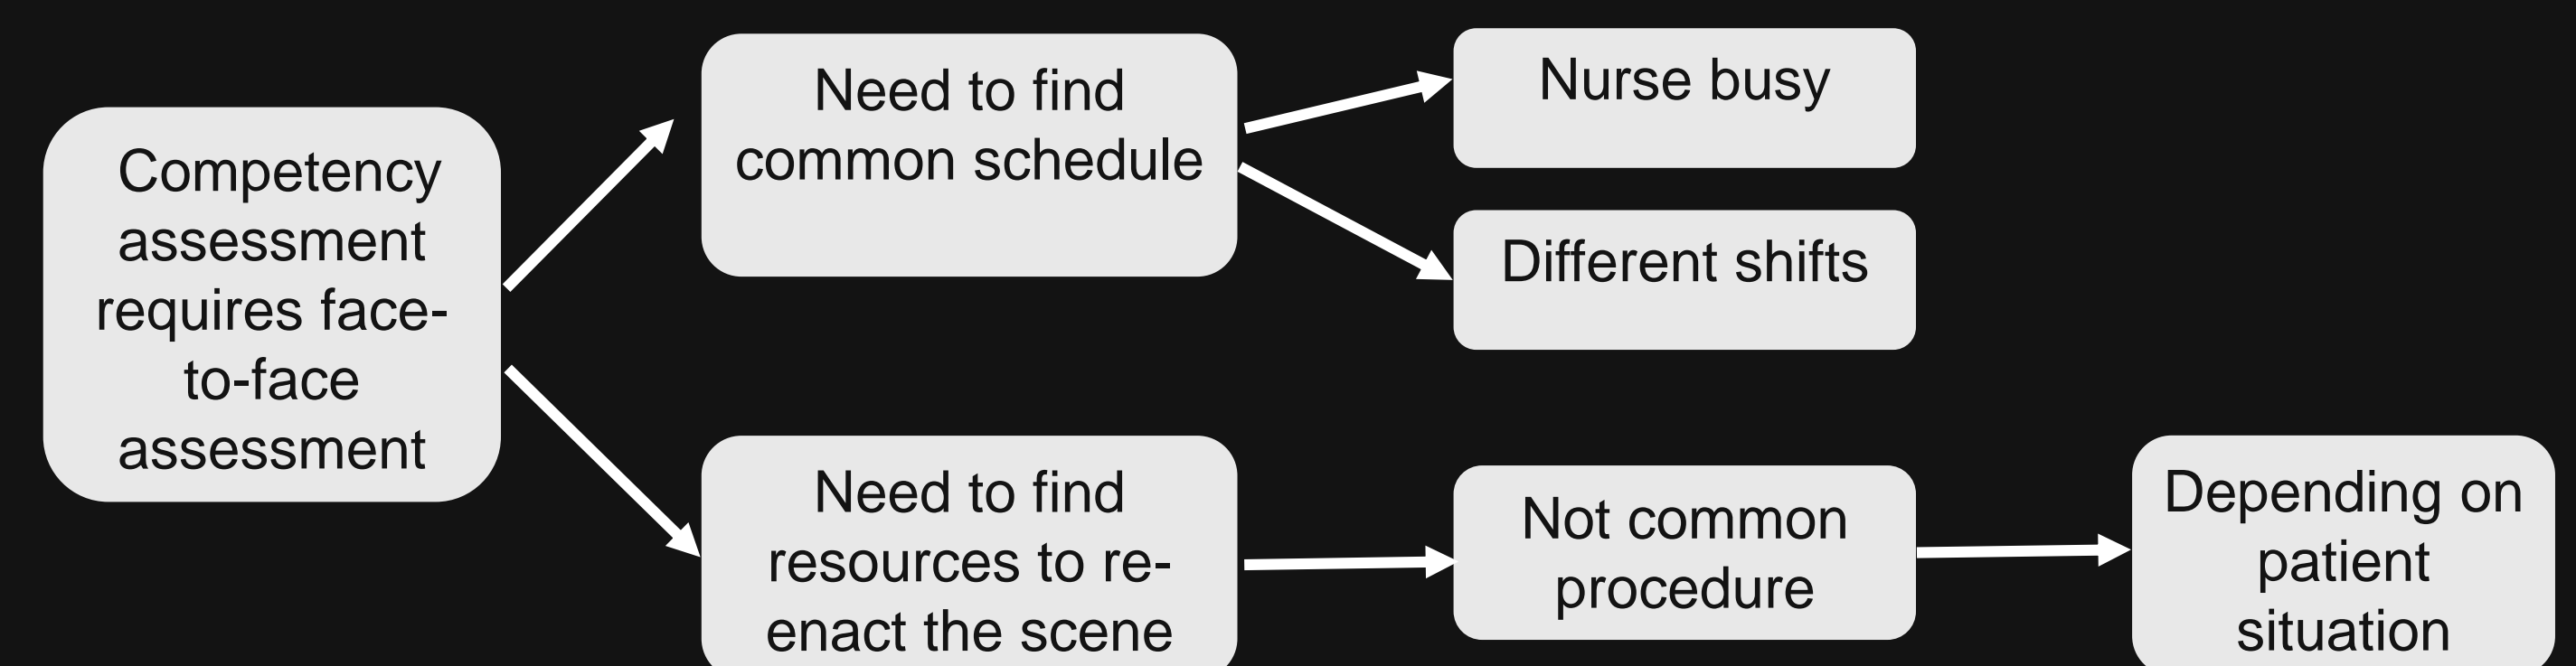 Competency
assessment
requires face-
to-face
assessment
Need to find
common schedule
Nurse busy
Different shifts
Need to find
resources to re-
enact the scene
Not common
procedure
Depending on
patient
situation